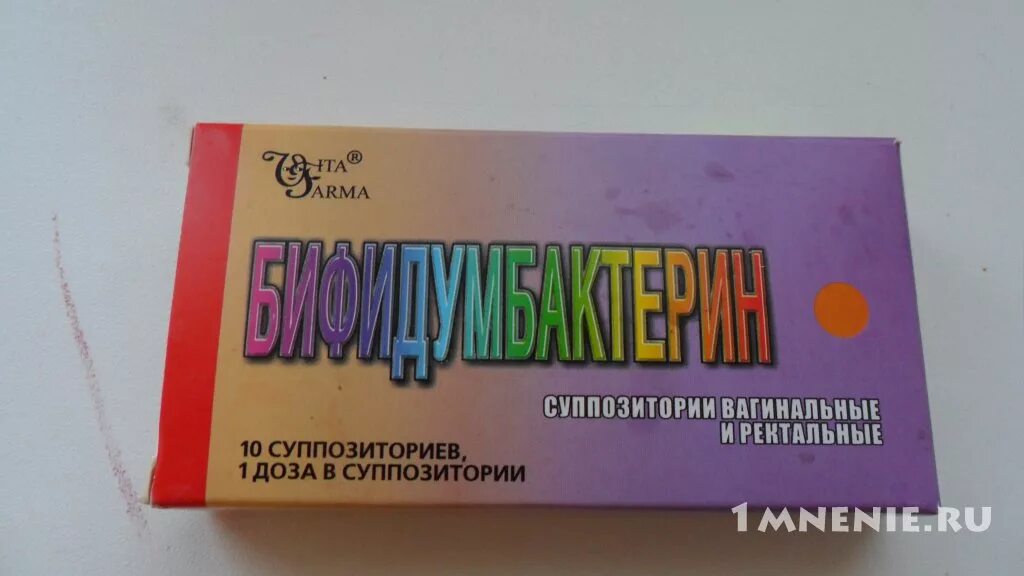 VITA®
FARMA
БИФИДУМБАКТЕРИН
СУППОЗИТОРИИ ВАГИНАЛЬНЫЕ
И РЕКТАЛЬНЫЕ
10 СУППОЗИТОРИЕВ,
1 ДОЗА В СУППОЗИТОРИИ
1MNENIE.RU